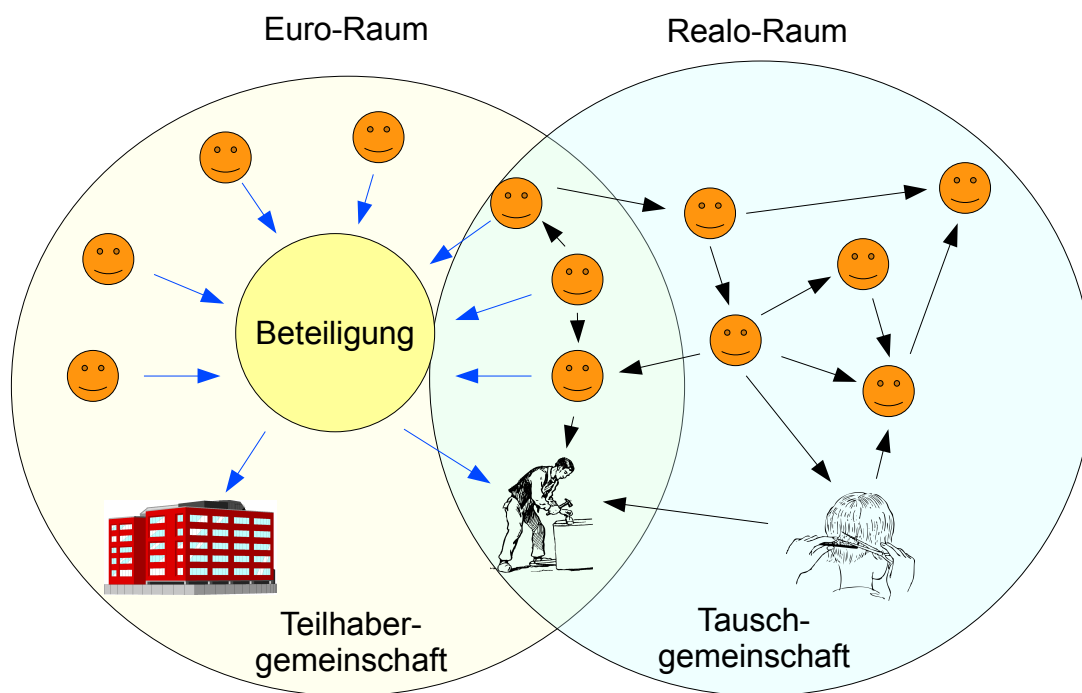 Euro-Raum
Realo-Raum
Beteiligung
Teilhaber-
gemeinschaft
Tausch-
gemeinschaft